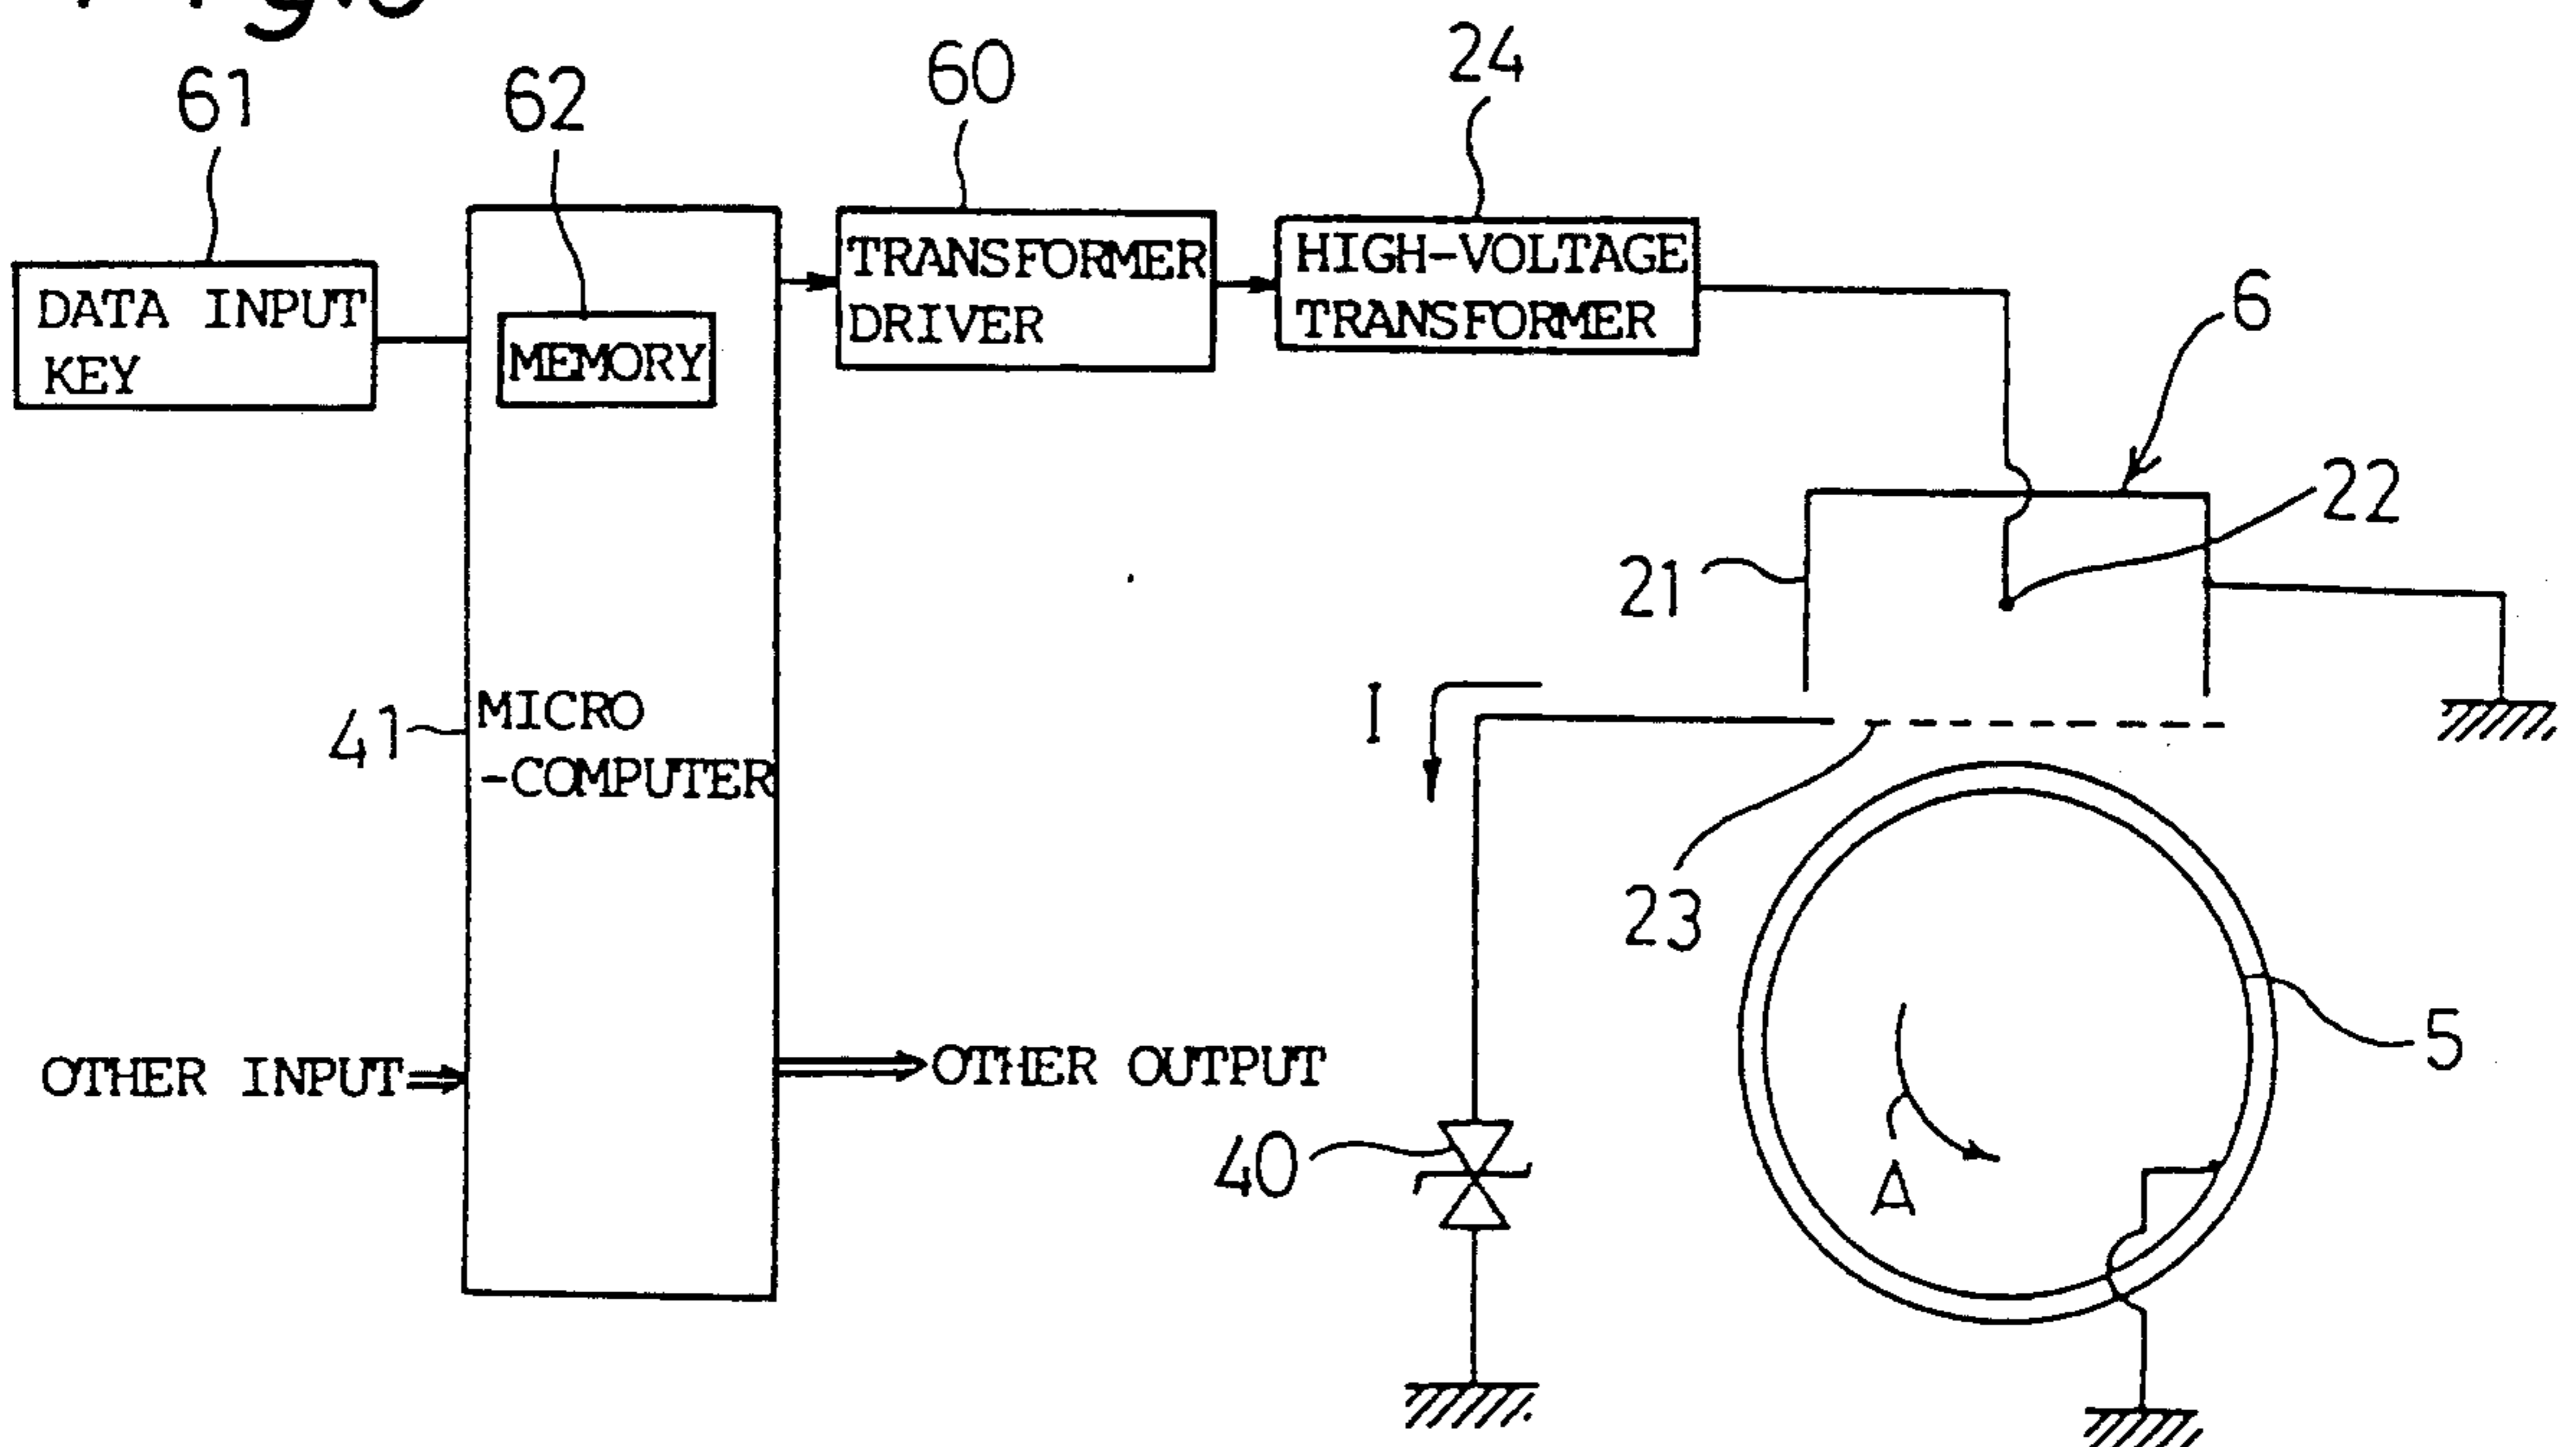 61
62
60
24
DATA INPUT
KEY
MEMORY
TRANSFORMER
DRIVER
HIGH-VOLTAGE
TRANSFORMER
6
22
21
I
41
MICRO
-COMPUTER
23
5
OTHER INPUT
OTHER OUTPUT
40
A